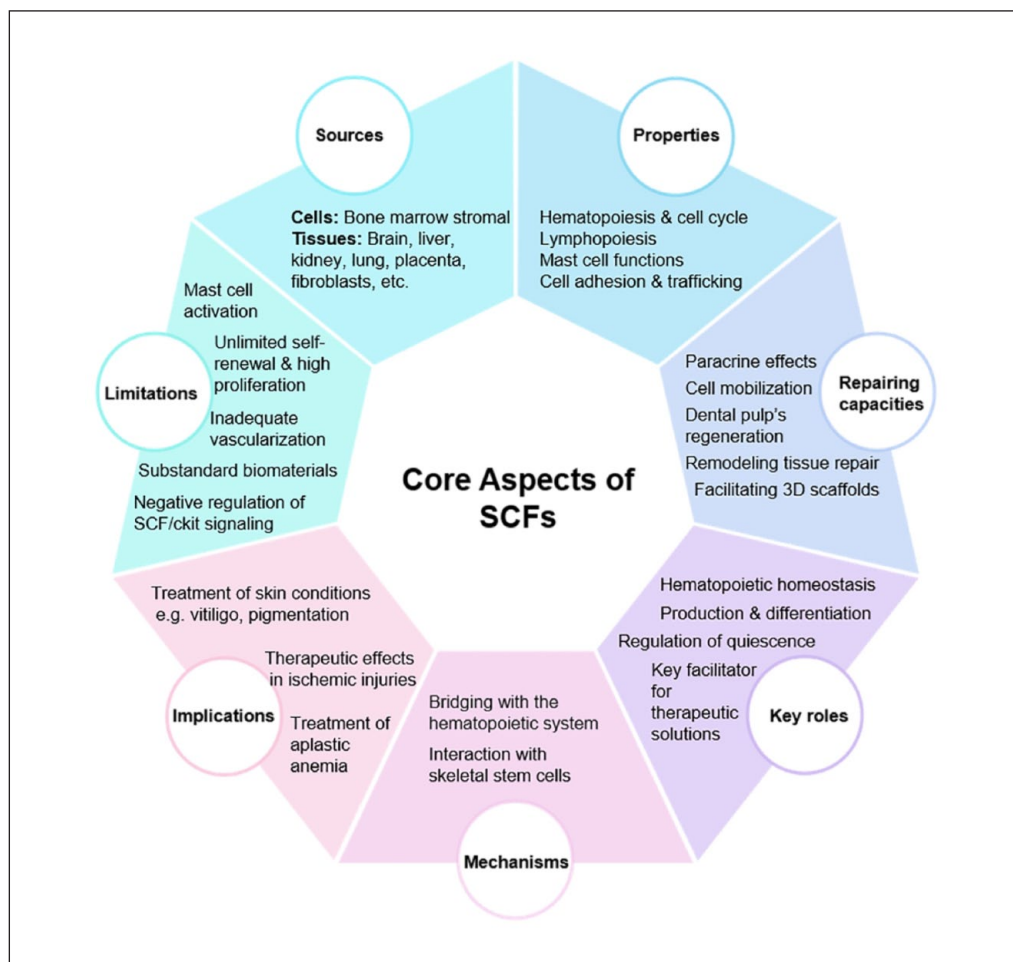 Sources
Cells: Bone marrow stromal
Tissues: Brain, liver,
kidney, lung, placenta,
fibroblasts, etc.
Properties
Hematopoiesis & cell cycle
Lymphopoiesis
Mast cell functions
Cell adhesion & trafficking
Repairing
capacities
Paracrine effects
Cell mobilization
Dental pulp's
regeneration
Remodeling tissue repair
Facilitating 3D scaffolds
Key roles
Hematopoietic homeostasis
Production & differentiation
Regulation of quiescence
Key facilitator
for
therapeutic
solutions
Mechanisms
Bridging with the
hematopoietic system
Interaction with
skeletal stem cells
Implications
Treatment of skin conditions
e.g. vitiligo, pigmentation
Therapeutic effects
in ischemic injuries
Treatment of
aplastic
anemia
Limitations
Mast cell
activation
Unlimited self-
renewal & high
proliferation
Inadequate
vascularization
Substandard biomaterials
Negative regulation of
SCF/ckit signaling
Core Aspects of
SCFs